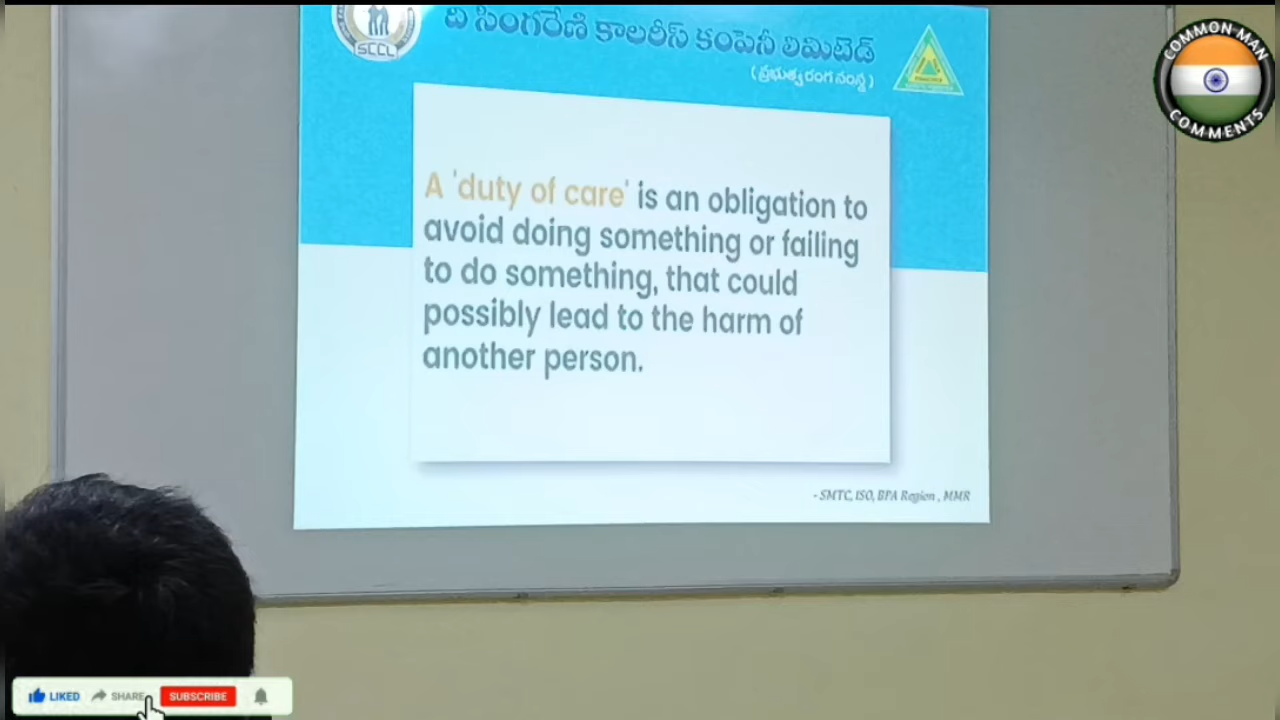 ది సింగరేణి కాలరీస్ కంపెనీ లిమిటెడ్
(ప్రభుత్వ రంగ సంస్థ)
SCCL
A 'duty of care' is an obligation to
avoid doing something or failing
to do something, that could
possibly lead to the harm of
another person.
- SMTC, ISO, BPA Region , MMR
COMMON MAN
COMMENTS
LIKED
SHARE
SUBSCRIBE